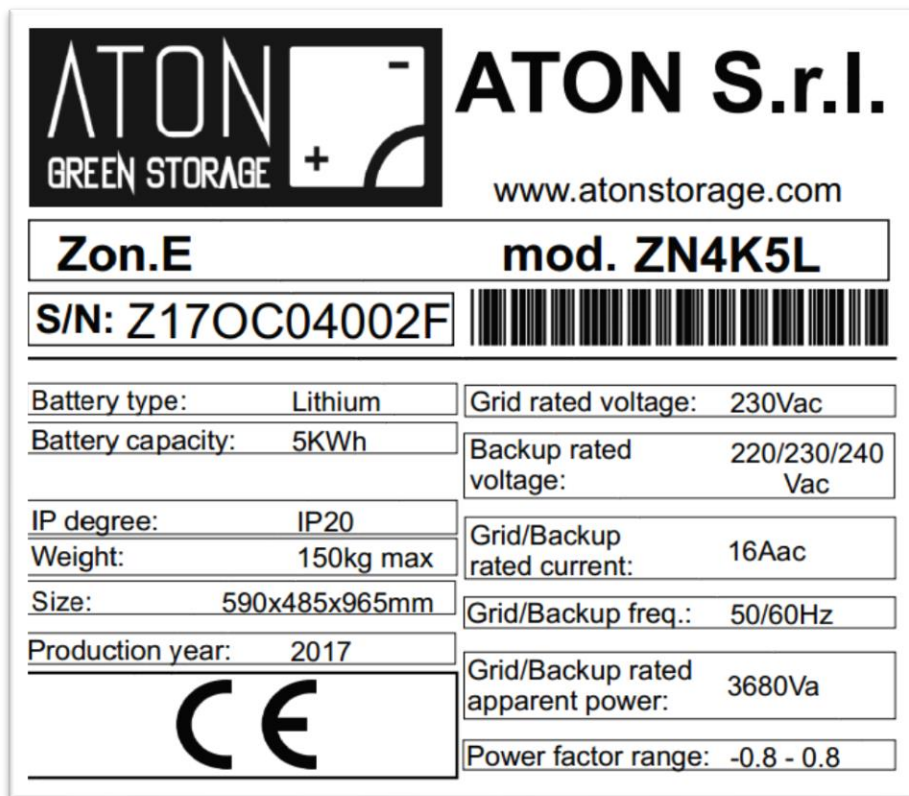 ATON
GREEN STORAGE
- +
ATON S.r.l.
www.atonstorage.com
Zon.E mod. ZN4K5L
S/N: Z17OC04002F
Battery type: Lithium
Battery capacity: 5KWh
IP degree: IP20
Weight: 150kg max
Size: 590x485x965mm
Production year: 2017
CE
Grid rated voltage: 230Vac
Backup rated
voltage: 220/230/240
Vac
Grid/Backup
rated current: 16Aac
Grid/Backup freq.: 50/60Hz
Grid/Backup rated
apparent power: 3680Va
Power factor range: -0.8 - 0.8